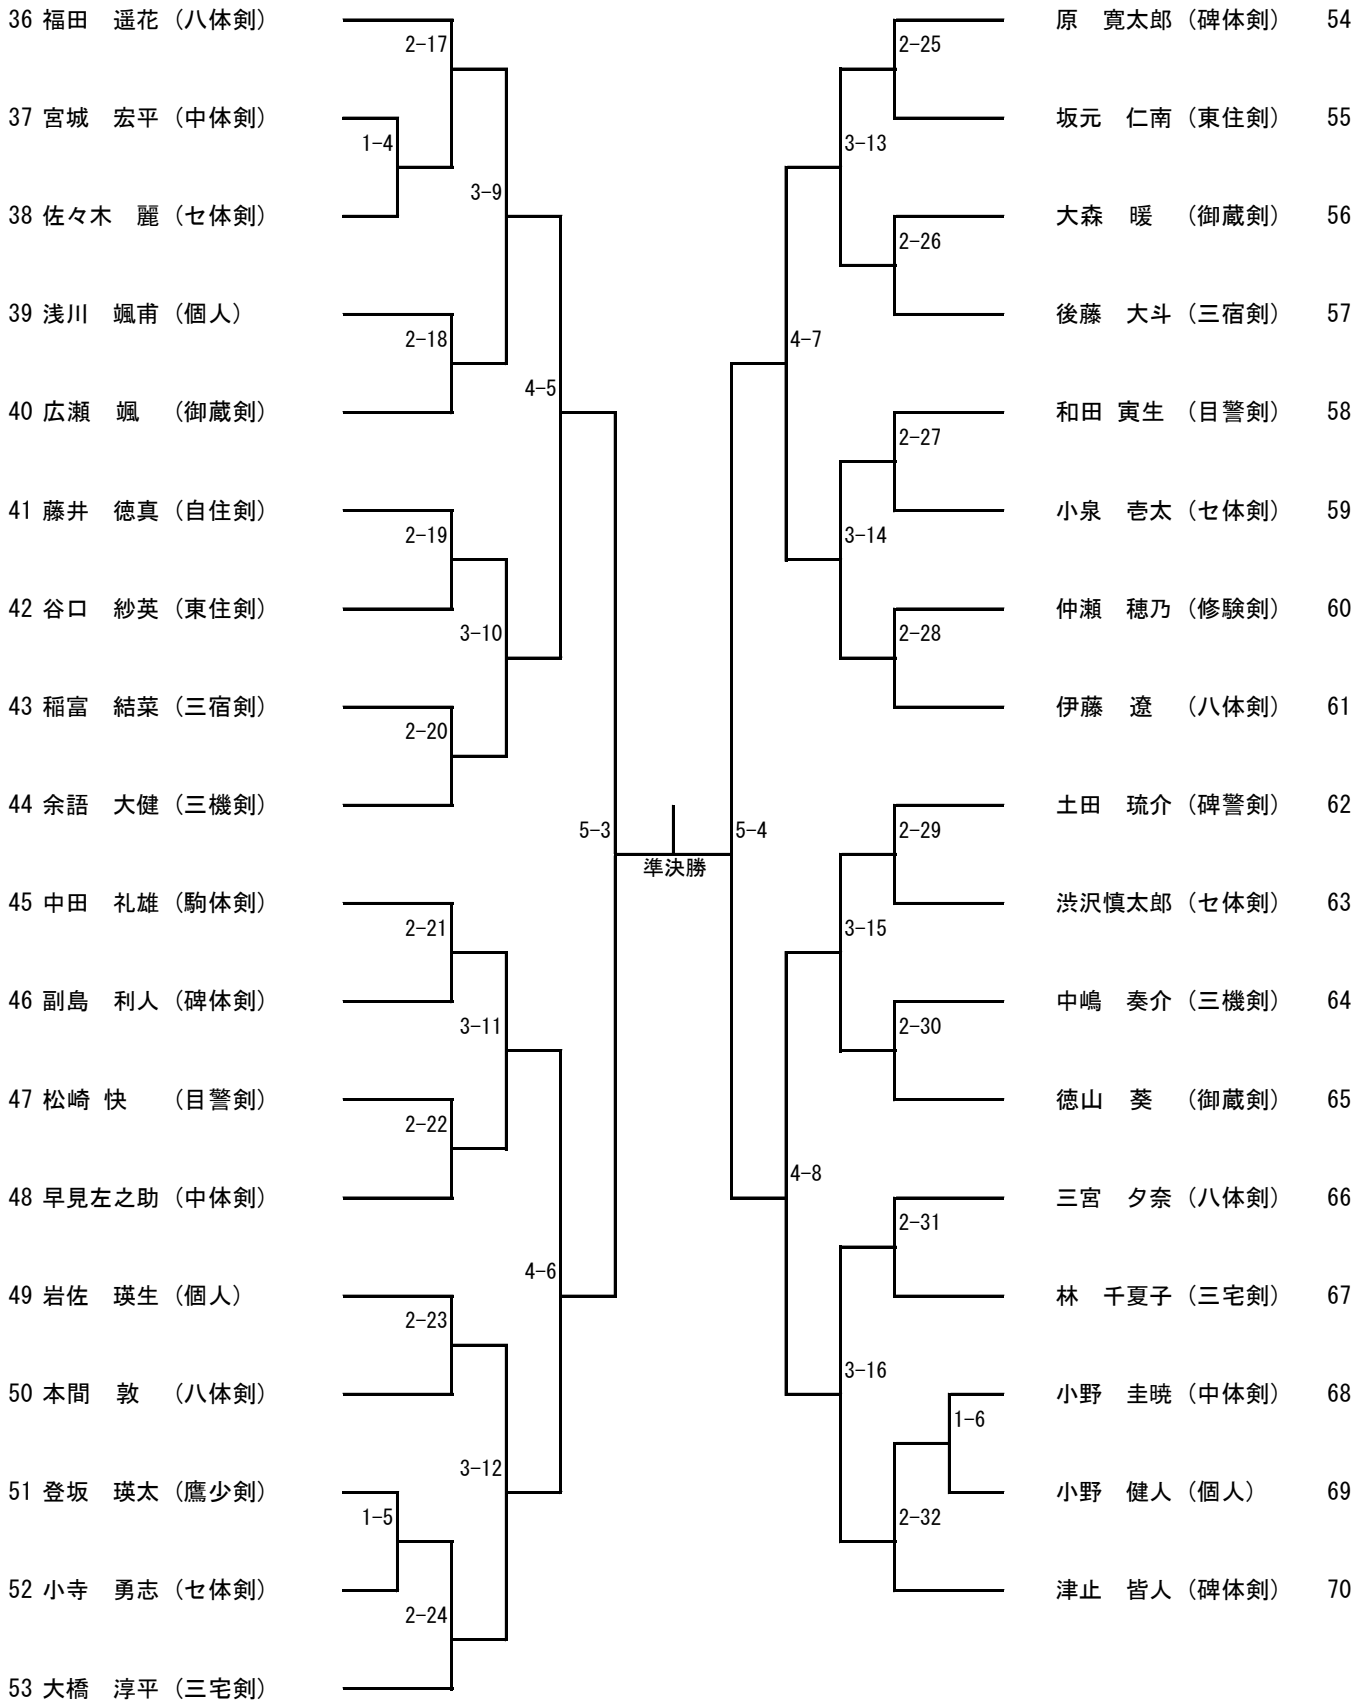 36 福田　遥花（八体剣）
2-17
37 宮城　宏平（中体剣）
1-4
3-9
38 佐々木　麗（セ体剣）
39 浅川　颯甫（個人）
2-18
4-5
40 広瀬　颯　（御蔵剣）
41 藤井　徳真（自住剣）
2-19
42 谷口　紗英（東住剣）
3-10
43 稲富　結菜（三宿剣）
2-20
44 余語　大健（三機剣）
5-3
45 中田　礼雄（駒体剣）
2-21
46 副島　利人（碑体剣）
3-11
47 松崎 快　（目警剣）
2-22
48 早見左之助（中体剣）
4-6
49 岩佐　瑛生（個人）
2-23
50 本間　敦　（八体剣）
3-12
51 登坂　瑛太（鷹少剣）
1-5
52 小寺　勇志（セ体剣）
2-24
53 大橋　淳平（三宅剣）
準決勝
原　寛太郎（碑体剣） 54
2-25
坂元　仁南（東住剣） 55
3-13
大森　暖　（御蔵剣） 56
2-26
後藤　大斗（三宿剣） 57
4-7
和田 寅生 （目警剣） 58
2-27
小泉　壱太（セ体剣） 59
3-14
仲瀬　穂乃（修験剣） 60
2-28
伊藤　遼　（八体剣） 61
土田　琉介（碑警剣） 62
2-29
5-4
渋沢慎太郎（セ体剣） 63
3-15
中嶋　奏介（三機剣） 64
2-30
徳山　葵　（御蔵剣） 65
4-8
三宮　夕奈（八体剣） 66
2-31
林　千夏子（三宅剣） 67
3-16
小野　圭暁（中体剣） 68
1-6
小野　健人（個人） 69
2-32
津止　皆人（碑体剣） 70